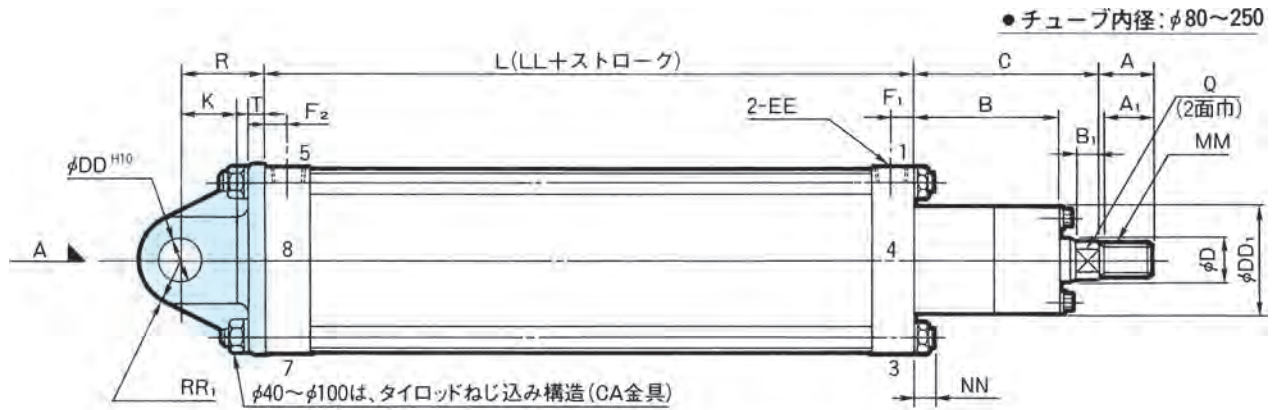 ● チューブ内径:φ80～250
R
L(LL+ストローク)
C
A
K
T
F₂
2-EE
F₁
B
B₁
A₁
Q
(2面巾)
MM
φDD H10
5
1
A
8
4
φD
φDD₁
7
3
RR₁
φ40～φ100は、タイロッドねじ込み構造(CA金具)
NN